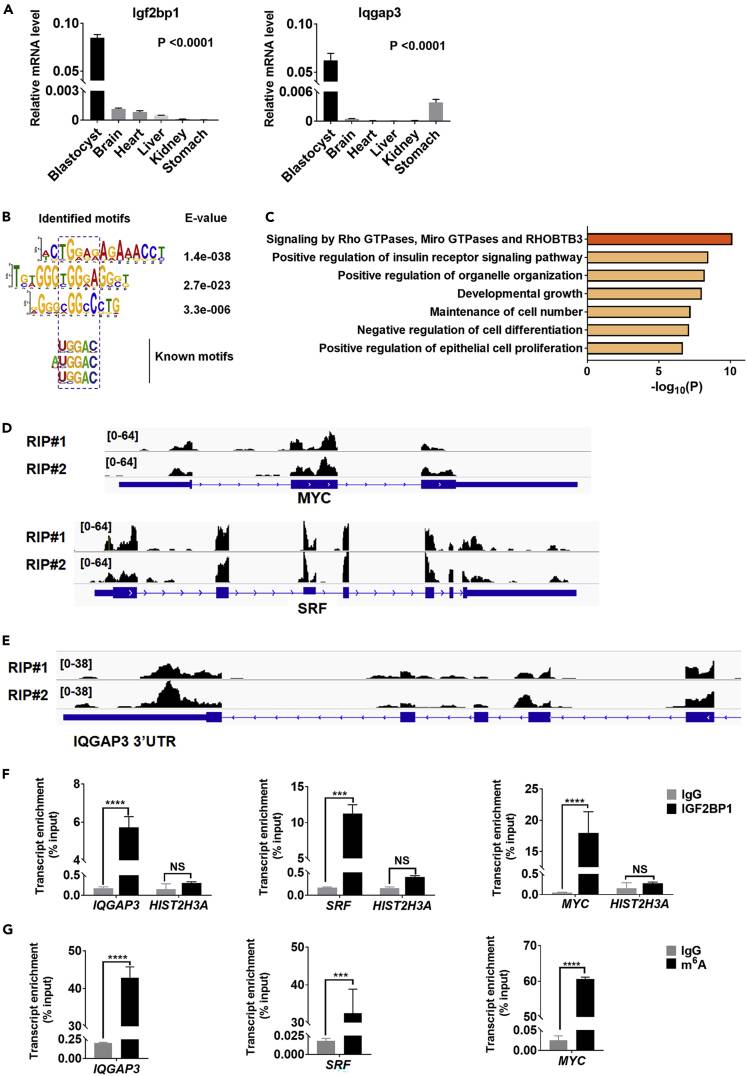 A
Igf2bp1
Relative mRNA level
0.10
0.05
0.003
0
P <0.0001
Blastocyst
Brain
Heart
Liver
Kidney
Stomach
Iqgap3
Relative mRNA level
0.10
0.05
0.006
0
P <0.0001
Blastocyst
Brain
Heart
Liver
Kidney
Stomach
B
Identified motifs
E-value
1.4e-038
2.7e-023
3.3e-006
UGGAC
AUGGAC
UGGAC
Known motifs
C
Signaling by Rho GTPases, Miro GTPases and RHOBTB3
Positive regulation of insulin receptor signaling pathway
Positive regulation of organelle organization
Developmental growth
Maintenance of cell number
Negative regulation of cell differentiation
Positive regulation of epithelial cell proliferation
0
5
10
-log10(P)
D
RIP#1
[0-64]
RIP#2
[0-64]
MYC
RIP#1
[0-64]
RIP#2
[0-64]
SRF
E
RIP#1
[0-38]
RIP#2
[0-38]
IQGAP3 3’UTR
F
Transcript enrichment
(% input)
8
6
4
0.5
0.0
****
NS
IQGAP3
HIST2H3A
Transcript enrichment
(% input)
15
10
5
1.0
0.5
0.0
***
NS
SRF
HIST2H3A
Transcript enrichment
(% input)
25
20
15
10
0.5
0.0
****
NS
MYC
HIST2H3A
IgG
IGF2BP1
G
Transcript enrichment
(% input)
50
40
30
0.25
0.00
****
IQGAP3
Transcript enrichment
(% input)
50
40
30
0.025
0.000
***
SRF
Transcript enrichment
(% input)
70
60
0.05
0.00
****
MYC
IgG
m6A